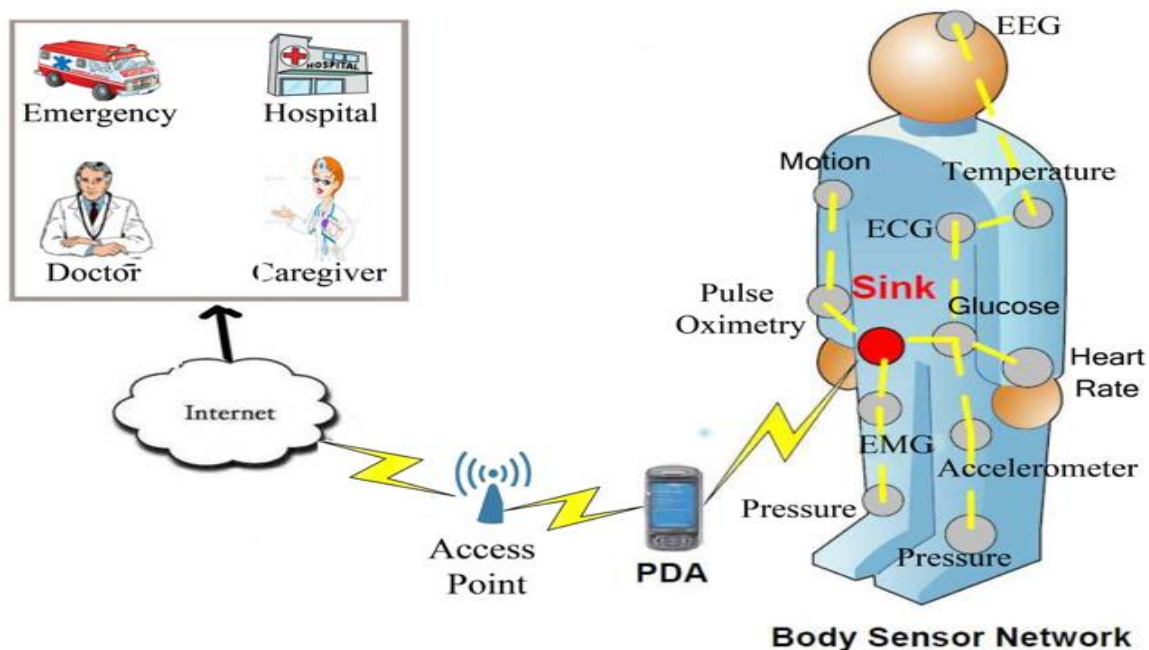 EEG
HOSPITAL
Emergency
Hospital
Motion
Temperature
ECG
Doctor
Caregiver
Sink
Pulse
Oximetry
Glucose
Heart
Rate
Internet
EMG
Accelerometer
Pressure
Access
Point
PDA
Pressure
Body Sensor Network